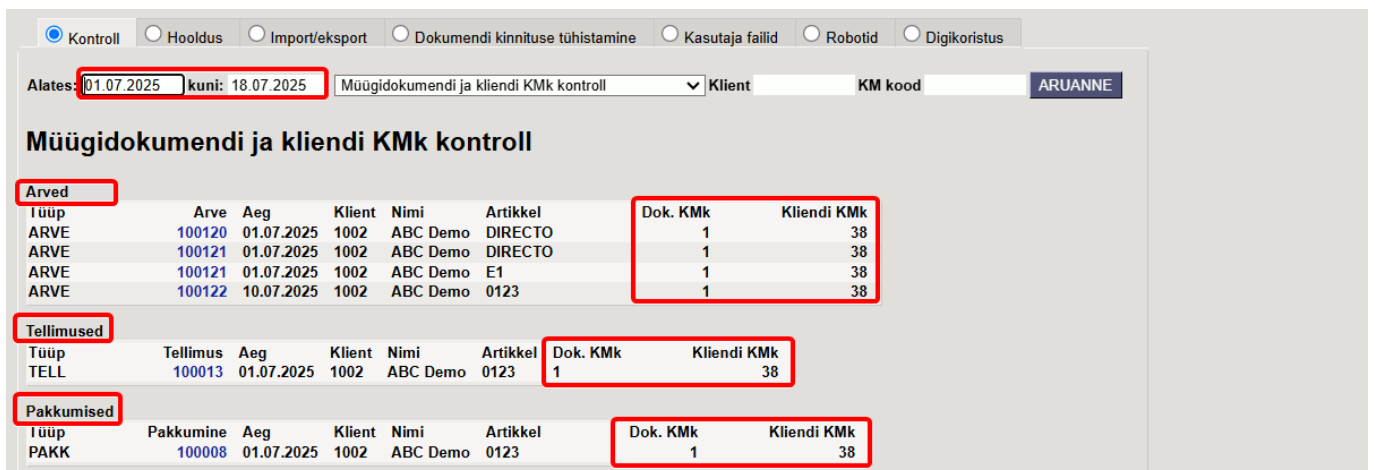 Kontroll Hooldus Import/eksport Dokumendi kinnituse tühistamine Kasutaja failid Robotid Digikoristus
Alates: 01.07.2025 kuni: 18.07.2025 Müügidokumendi ja kliendi KMk kontroll Klient KM kood ARUANNE
Müügidokumendi ja kliendi KMk kontroll
Arved
Tüüp Arve Aeg Klient Nimi Artikkel Dok. KMk Kliendi KMk
ARVE 100120 01.07.2025 1002 ABC Demo DIRECTO 1 38
ARVE 100121 01.07.2025 1002 ABC Demo DIRECTO 1 38
ARVE 100121 01.07.2025 1002 ABC Demo E1 1 38
ARVE 100122 10.07.2025 1002 ABC Demo 0123 1 38
Tellimused
Tüüp Tellimus Aeg Klient Nimi Artikkel Dok. KMk Kliendi KMk
TELL 100013 01.07.2025 1002 ABC Demo 0123 1 38
Pakkumised
Tüüp Pakkumine Aeg Klient Nimi Artikkel Dok. KMk Kliendi KMk
PAKK 100008 01.07.2025 1002 ABC Demo 0123 1 38